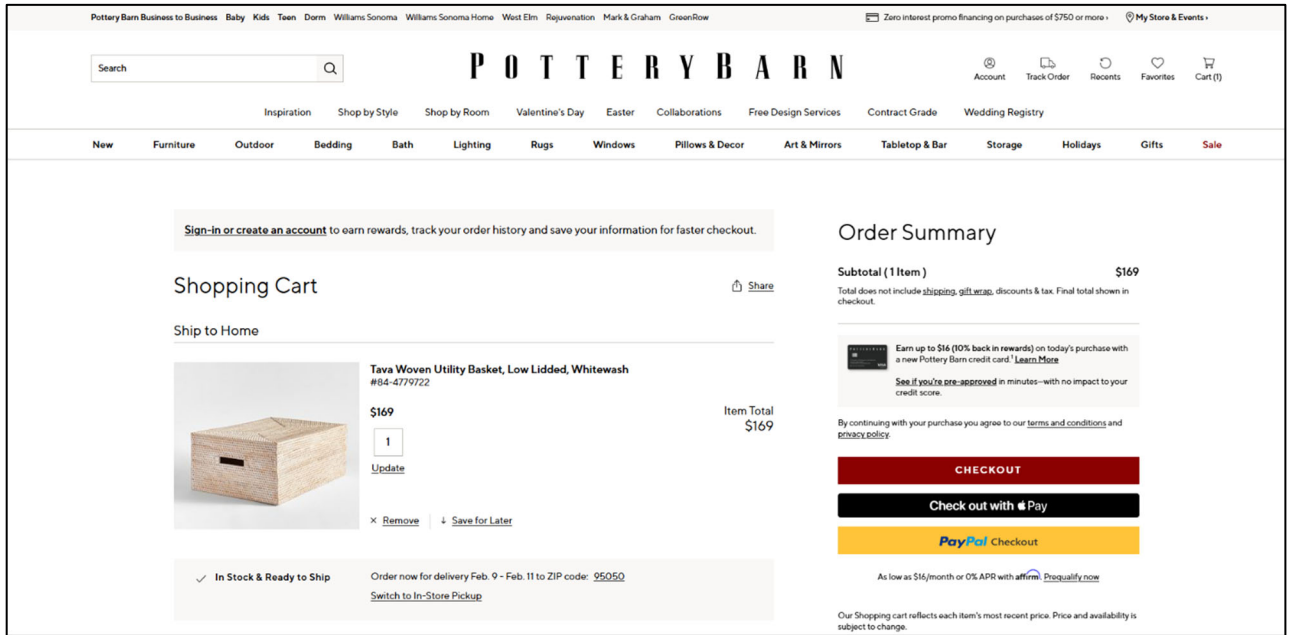 Pottery Barn Business to Business Baby Kids Teen Dorm Williams Sonoma Williams Sonoma Home West Elm Rejuvenation Mark & Graham GreenRow
Zero interest promo financing on purchases of $750 or more ›
My Store & Events ›
Search
POTTERY BARN
Account
Track Order
Recents
Favorites
Cart (1)
Inspiration Shop by Style Shop by Room Valentine's Day Easter Collaborations Free Design Services Contract Grade Wedding Registry
New Furniture Outdoor Bedding Bath Lighting Rugs Windows Pillows & Decor Art & Mirrors Tabletop & Bar Storage Holidays Gifts Sale
Sign-in or create an account to earn rewards, track your order history and save your information for faster checkout.
Shopping Cart
Share
Ship to Home
Tava Woven Utility Basket, Low Lidded, Whitewash
#84-4779722
$169
Item Total
$169
1
Update
× Remove
↓ Save for Later
In Stock & Ready to Ship
Order now for delivery Feb. 9 - Feb. 11 to ZIP code: 95050
Switch to In-Store Pickup
Order Summary
Subtotal ( 1 Item ) $169
Total does not include shipping, gift wrap, discounts & tax. Final total shown in
checkout.
Earn up to $16 (10% back in rewards) on today's purchase with
a new Pottery Barn credit card.¹ Learn More
See if you're pre-approved in minutes—with no impact to your
credit score.
By continuing with your purchase you agree to our terms and conditions and
privacy policy.
CHECKOUT
Check out with Pay
PayPal Checkout
As low as $16/month or 0% APR with affirm. Prequalify now
Our Shopping cart reflects each item's most recent price. Price and availability is
subject to change.